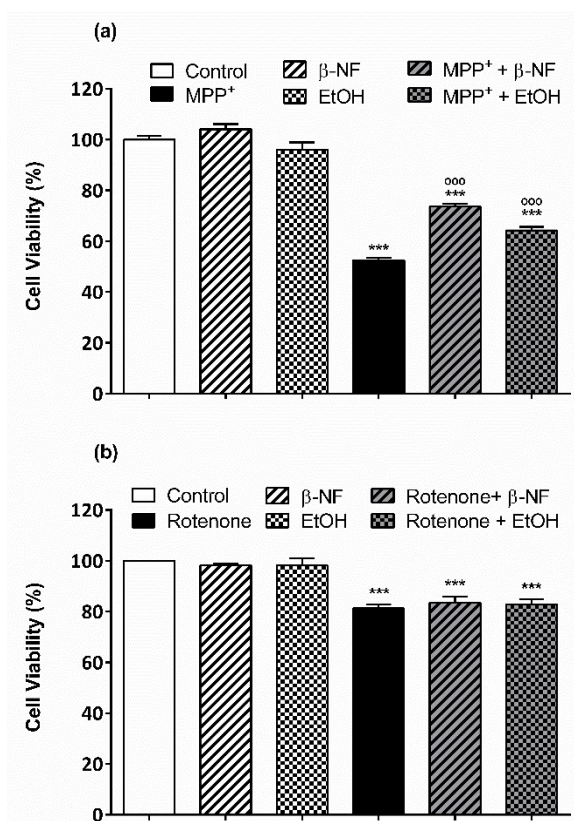 (a)
Control β-NF MPP⁺ + β-NF
MPP⁺ EtOH MPP⁺ + EtOH
120
100
80
60
40
20
0
Cell Viability (%)
***
ooo
***
ooo
***
(b)
Control β-NF Rotenone+ β-NF
Rotenone EtOH Rotenone + EtOH
120
100
80
60
40
20
0
Cell Viability (%)
*** *** ***